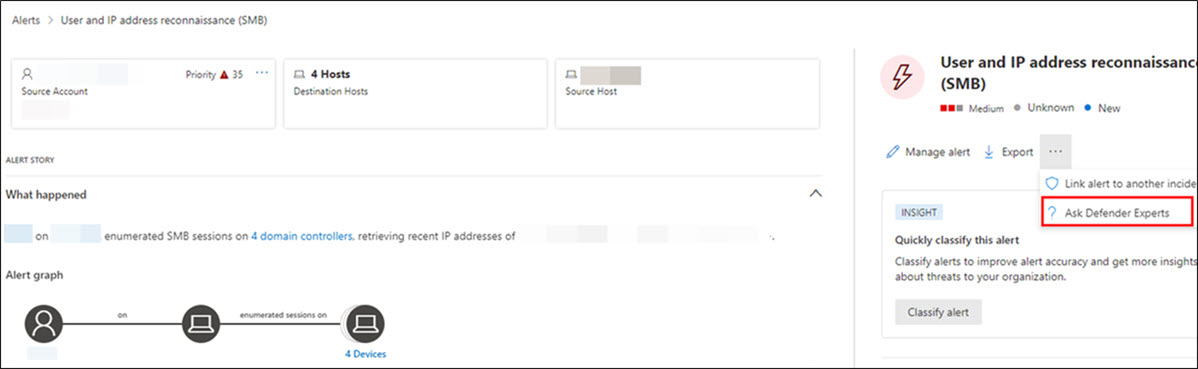 Alerts > User and IP address reconnaissance (SMB)
Priority 35 ...
Source Account
4 Hosts
Destination Hosts
Source Host
ALERT STORY
What happened
on enumerated SMB sessions on 4 domain controllers, retrieving recent IP addresses of
Alert graph
on
enumerated sessions on
4 Devices
User and IP address reconnaissance
(SMB)
Medium Unknown New
Manage alert Export ...
Link alert to another incide
? Ask Defender Experts
INSIGHT
Quickly classify this alert
Classify alerts to improve alert accuracy and get more insights
about threats to your organization.
Classify alert